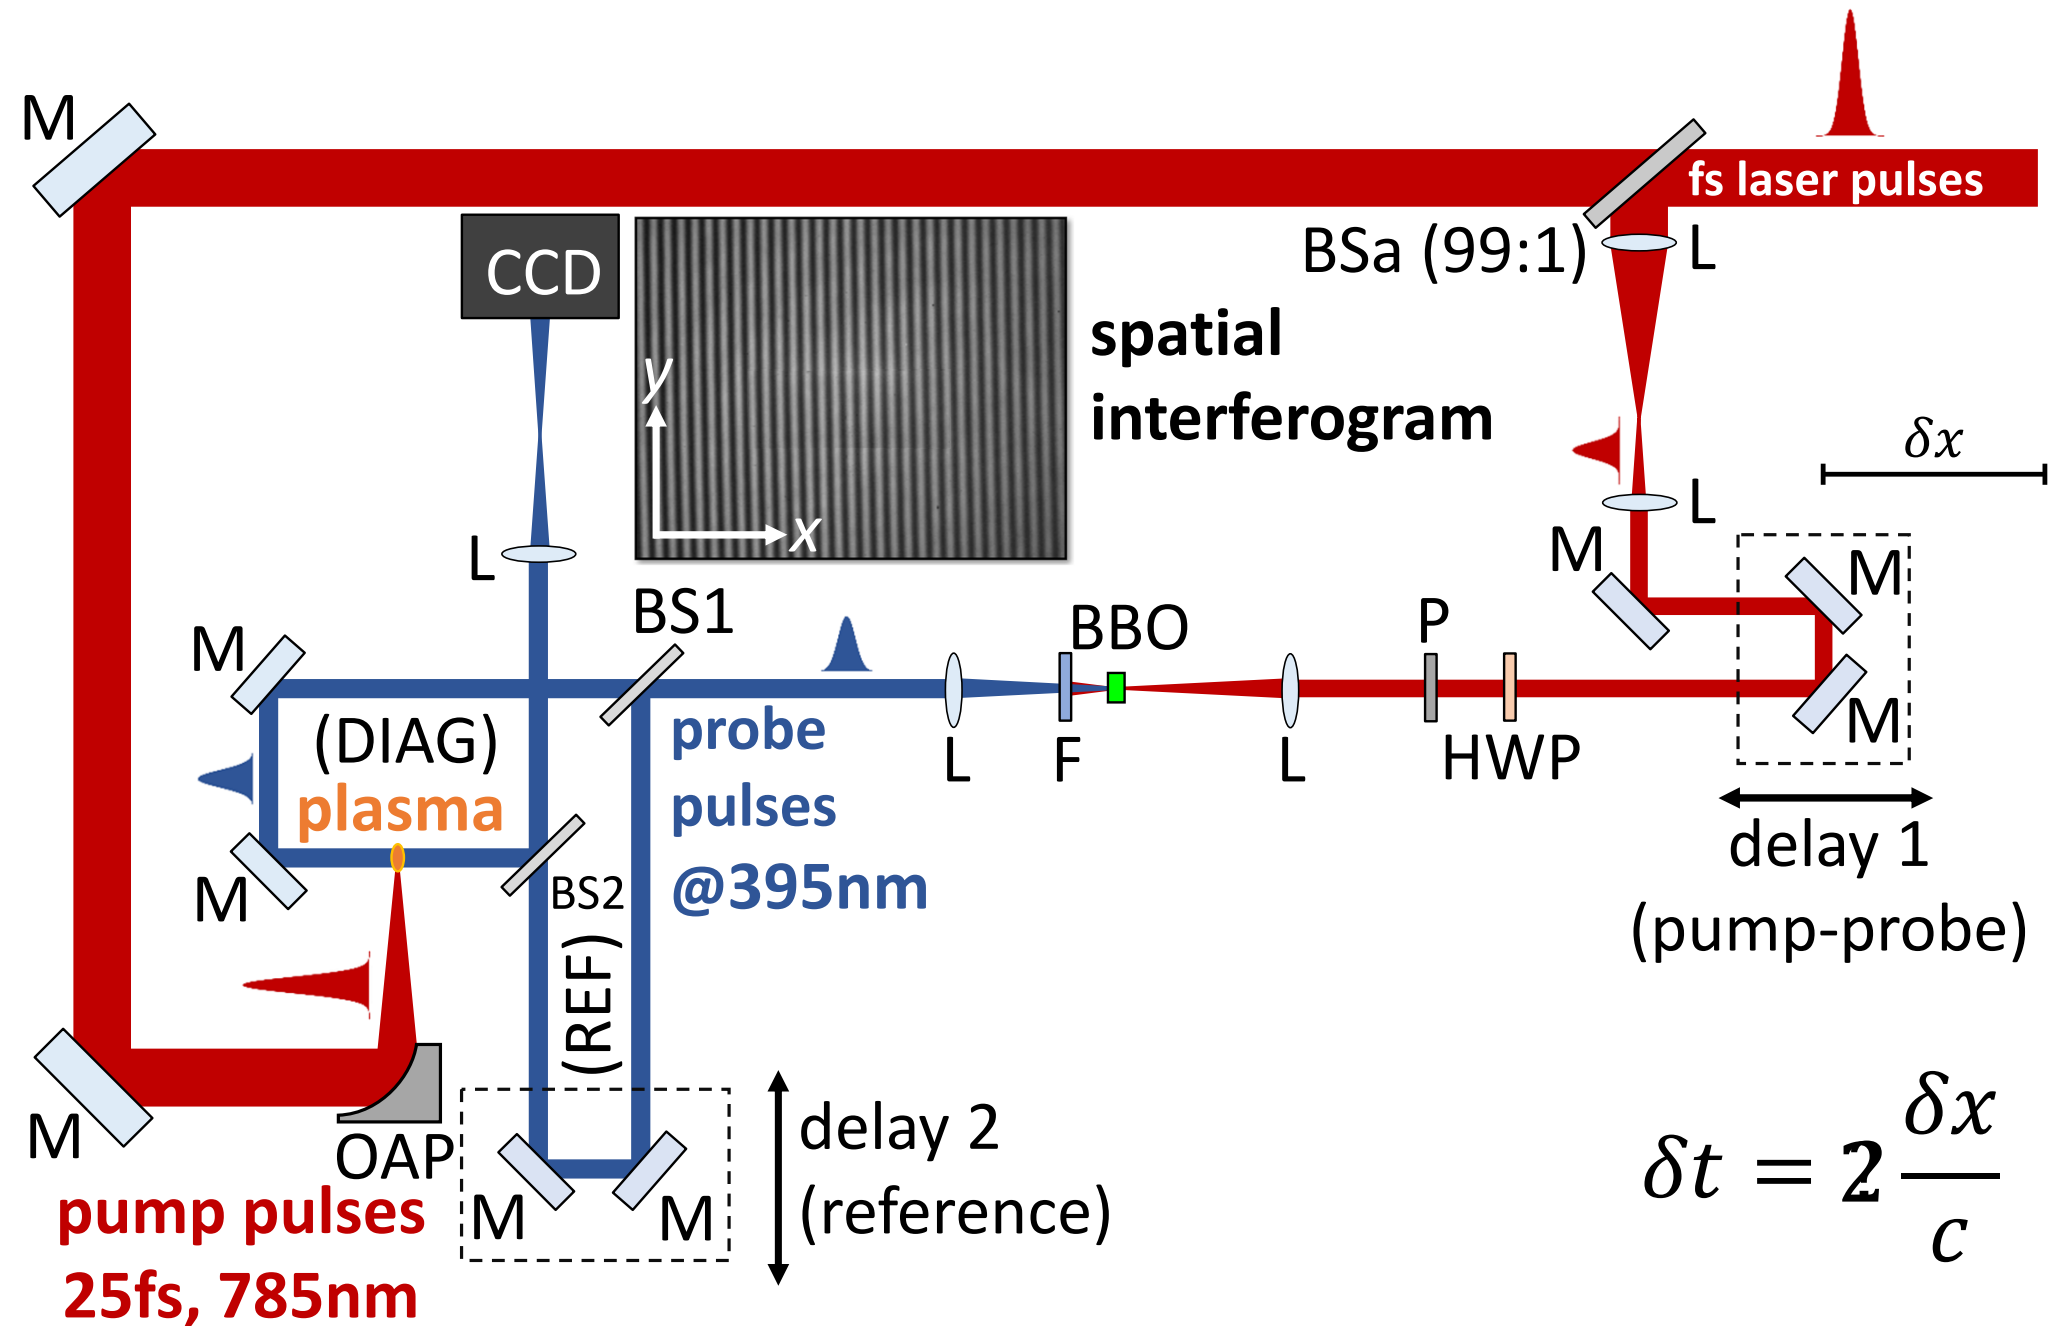 M
fs laser pulses
CCD
BSa (99:1)
L
spatial
interferogram
y
x
δx
L
M
M
L
BS1
BBO
P
M
(DIAG)
probe
L
F
L
HWP
M
plasma
pulses
delay 1
M
BS2
@395nm
(pump-probe)
(REF)
delay 2
M
OAP
M
M
(reference)
δt = 2 δx
c
pump pulses
25fs, 785nm